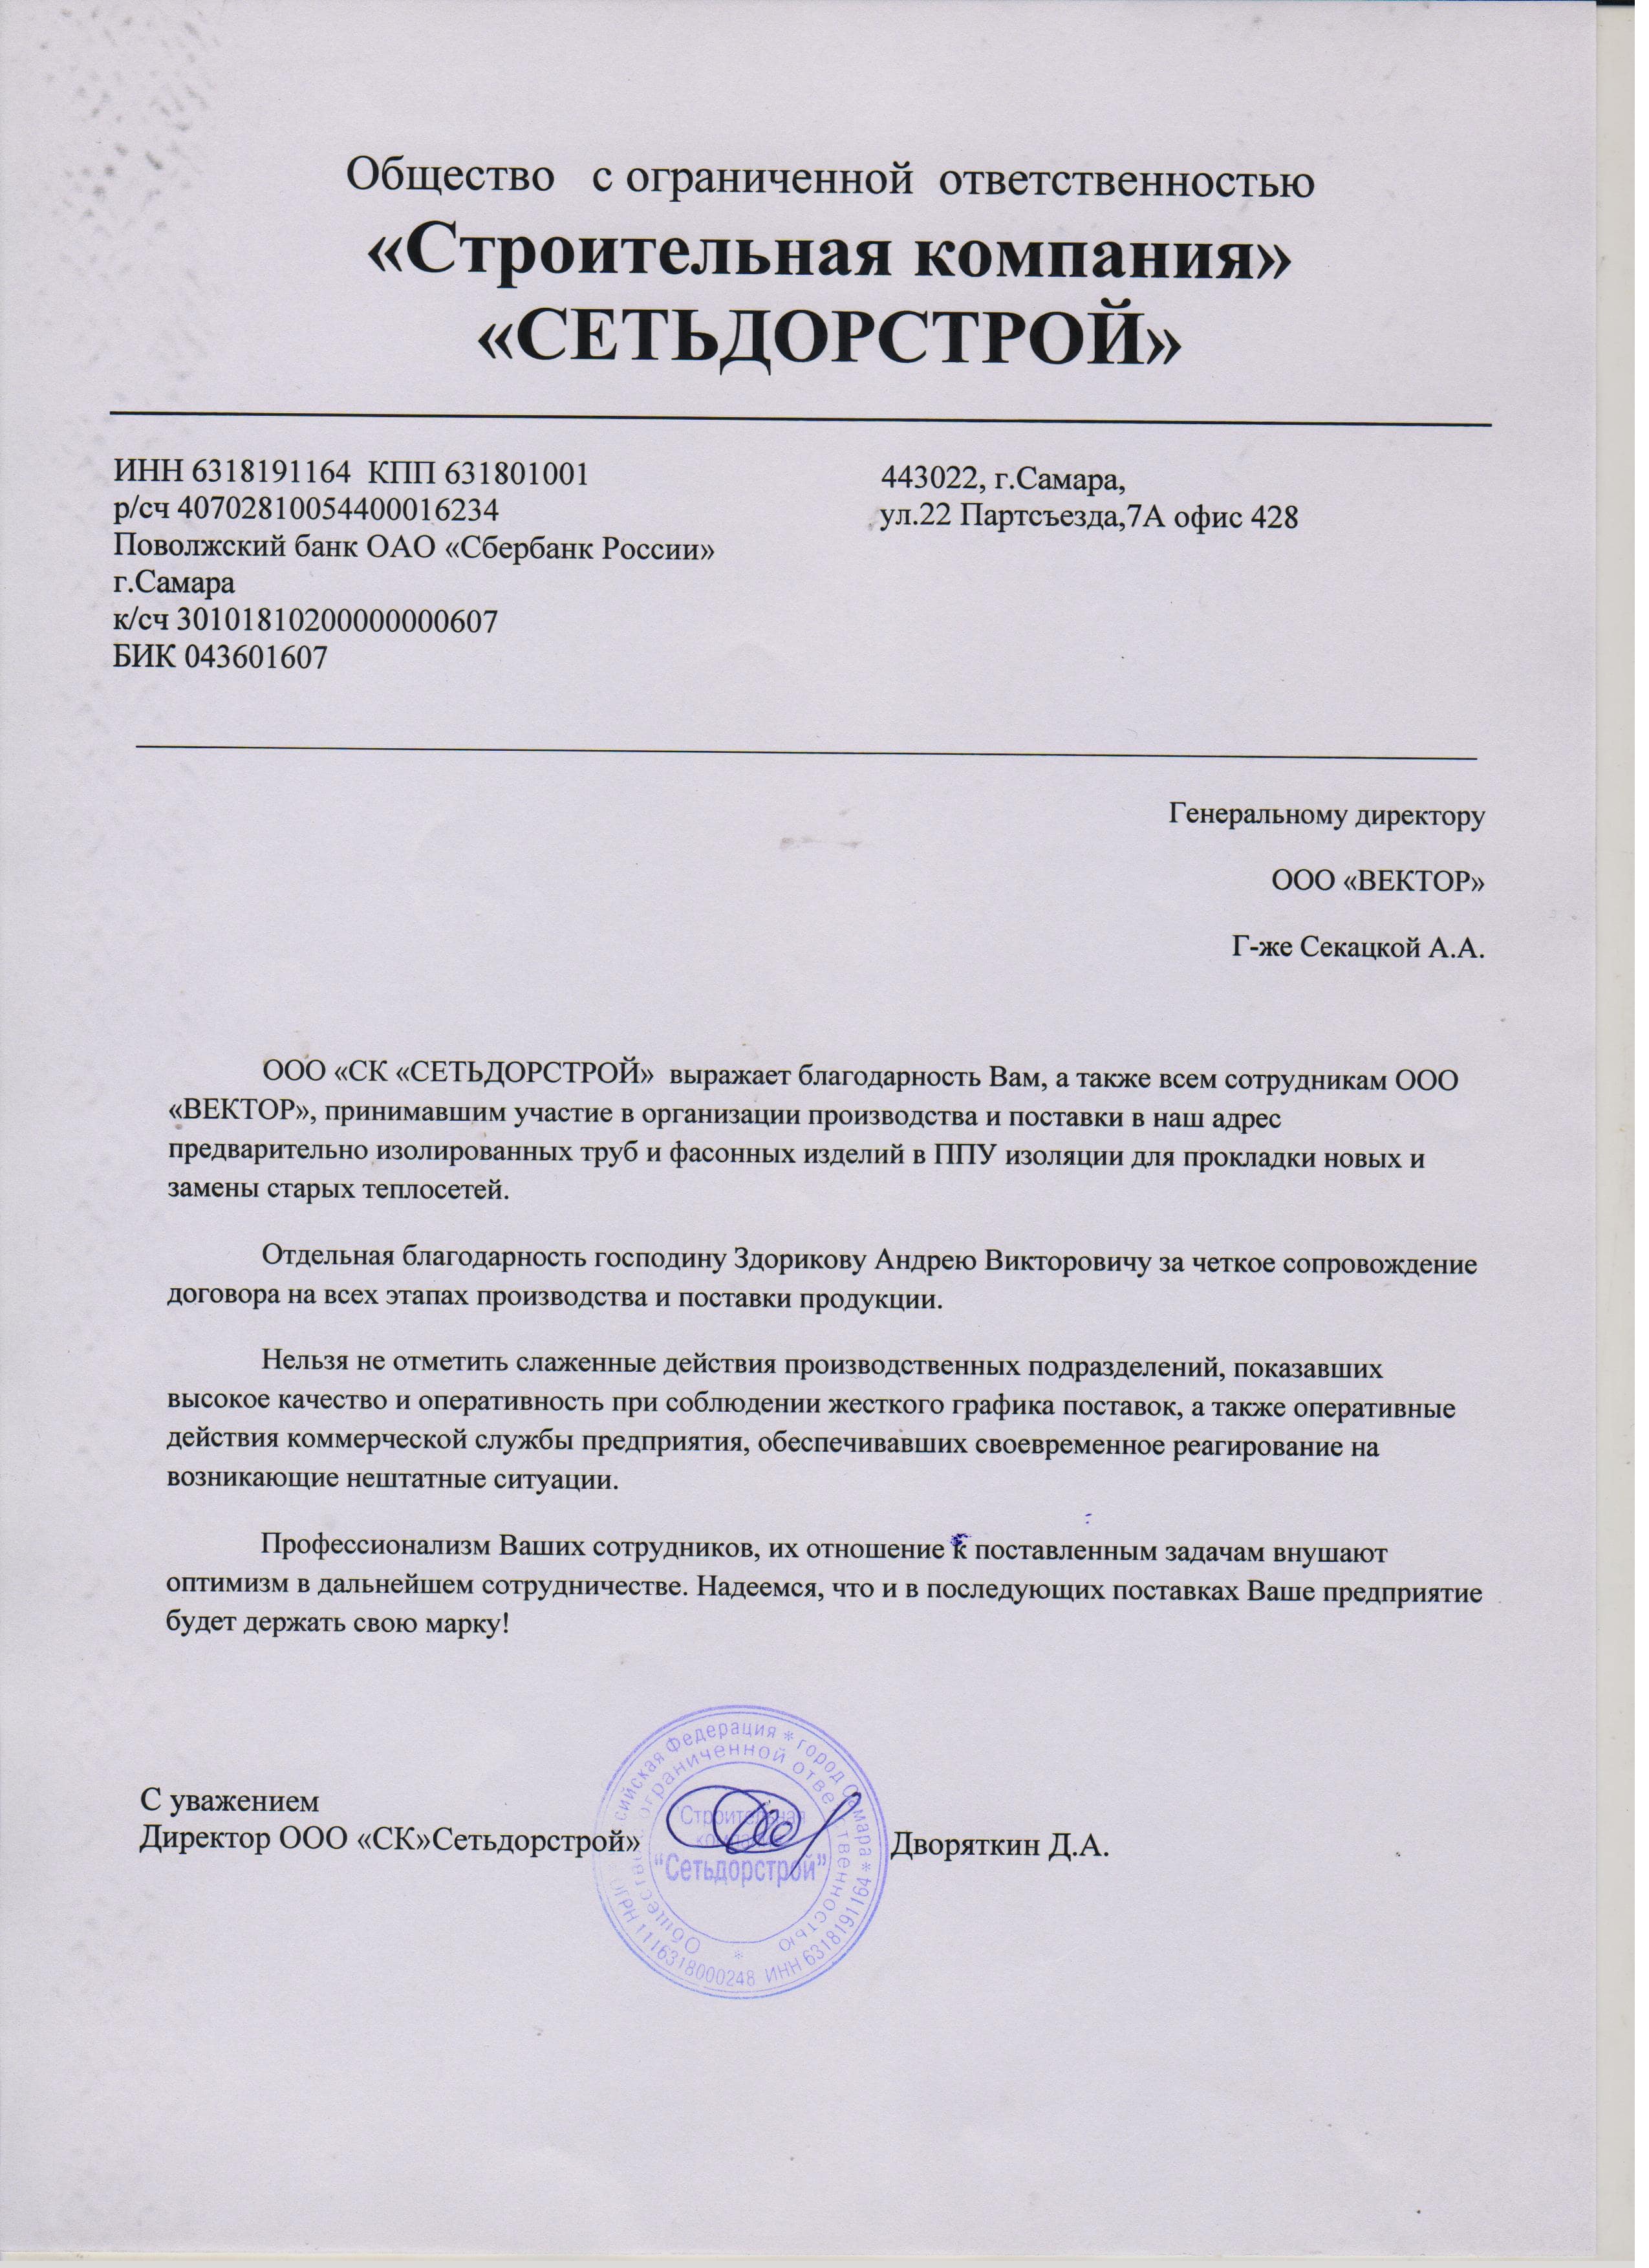 Общество с ограниченной ответственностью
«Строительная компания»
«СЕТЬДОРСТРОЙ»
ИНН 6318191164 КПП 631801001
р/сч 40702810054400016234
Поволжский банк ОАО «Сбербанк России»
г.Самара
к/сч 30101810200000000607
БИК 043601607
443022, г.Самара,
ул.22 Партсъезда,7А офис 428
Генеральному директору
ООО «ВЕКТОР»
Г-же Секацкой А.А.
ООО «СК «СЕТЬДОРСТРОЙ» выражает благодарность Вам, а также всем сотрудникам ООО
«ВЕКТОР», принимавшим участие в организации производства и поставки в наш адрес
предварительно изолированных труб и фасонных изделий в ППУ изоляции для прокладки новых и
замены старых теплосетей.
Отдельная благодарность господину Здорикову Андрею Викторовичу за четкое сопровождение
договора на всех этапах производства и поставки продукции.
Нельзя не отметить слаженные действия производственных подразделений, показавших
высокое качество и оперативность при соблюдении жесткого графика поставок, а также оперативные
действия коммерческой службы предприятия, обеспечивавших своевременное реагирование на
возникающие нештатные ситуации.
Профессионализм Ваших сотрудников, их отношение к поставленным задачам внушают
оптимизм в дальнейшем сотрудничестве. Надеемся, что и в последующих поставках Ваше предприятие
будет держать свою марку!
С уважением
Директор ООО «СК»Сетьдорстрой» Дворяткин Д.А.
Федерация * город Самара *
ограниченной ответственностью
Строительная
"Сетьдорстрой"
Общество
ОГРН 1116318000248 ИНН 6318191164